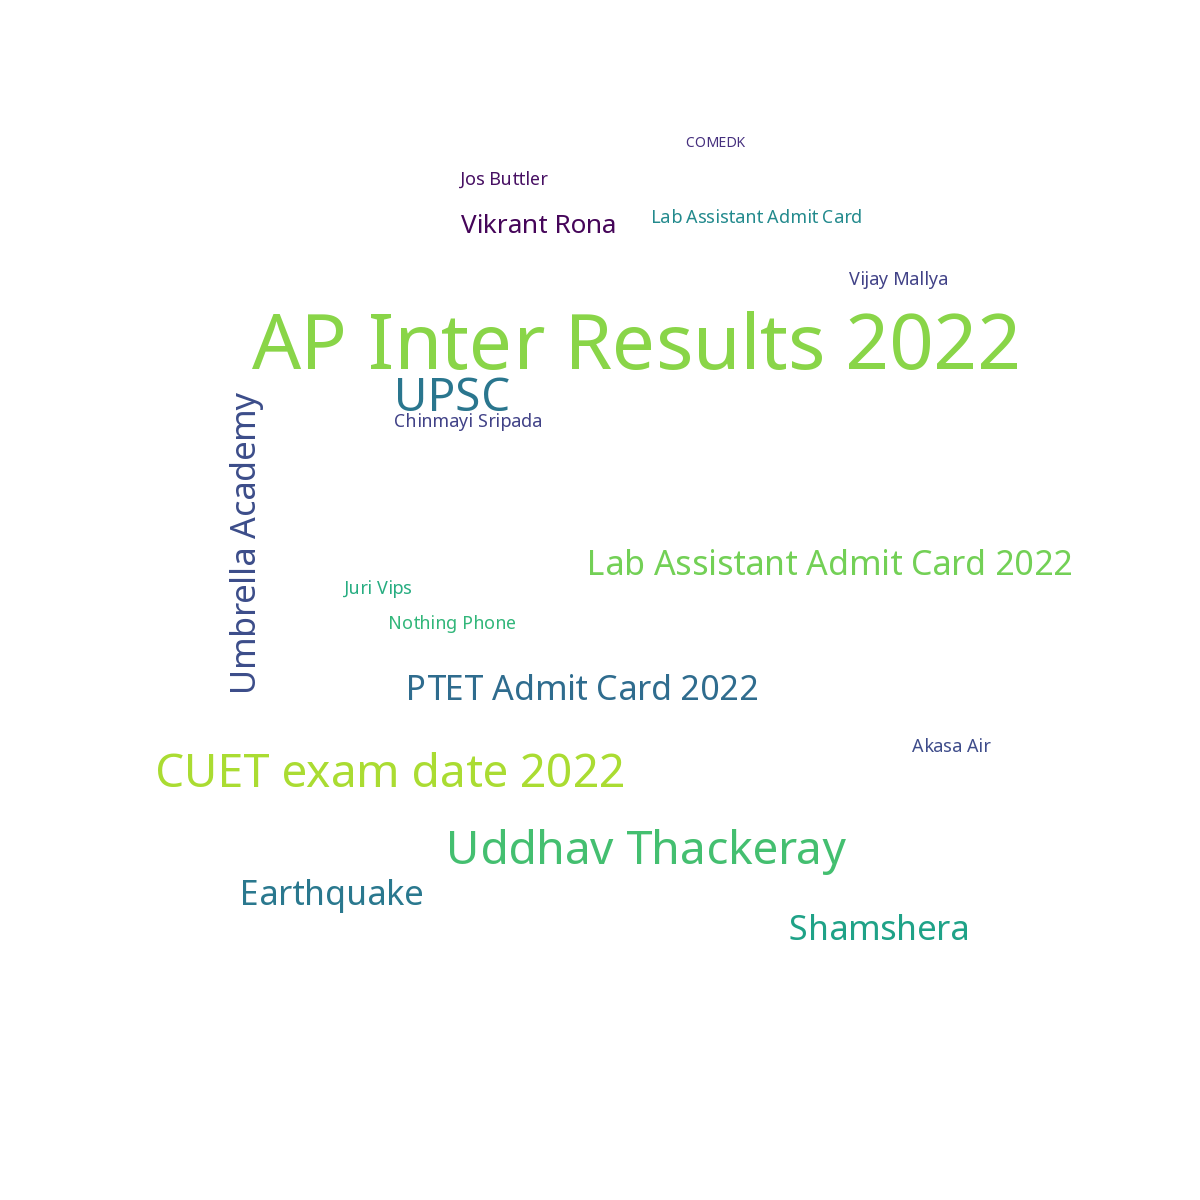 COMEDK
Jos Buttler
Lab Assistant Admit Card
Vikrant Rona
Vijay Mallya
AP Inter Results 2022
UPSC
Chinmayi Sripada
Umbrella Academy
Lab Assistant Admit Card 2022
Juri Vips
Nothing Phone
PTET Admit Card 2022
Akasa Air
CUET exam date 2022
Uddhav Thackeray
Earthquake
Shamshera